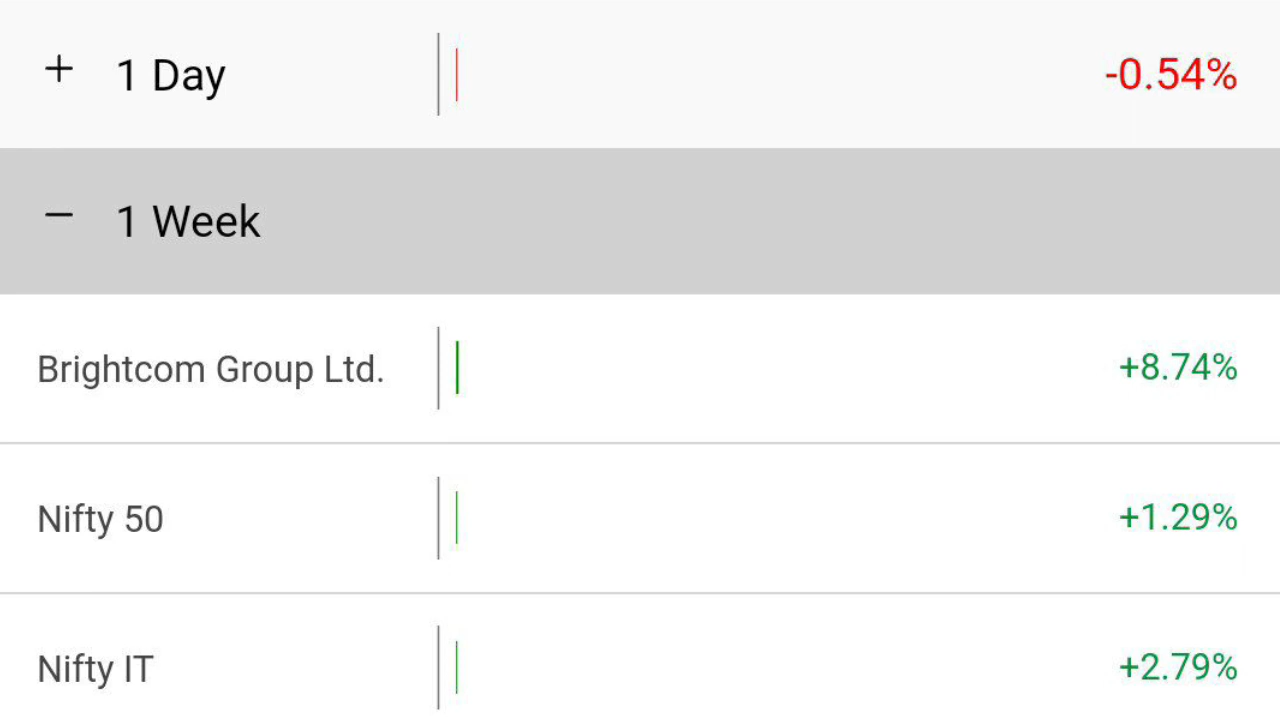 + 1 Day -0.54%
− 1 Week
Brightcom Group Ltd. +8.74%
Nifty 50 +1.29%
Nifty IT +2.79%